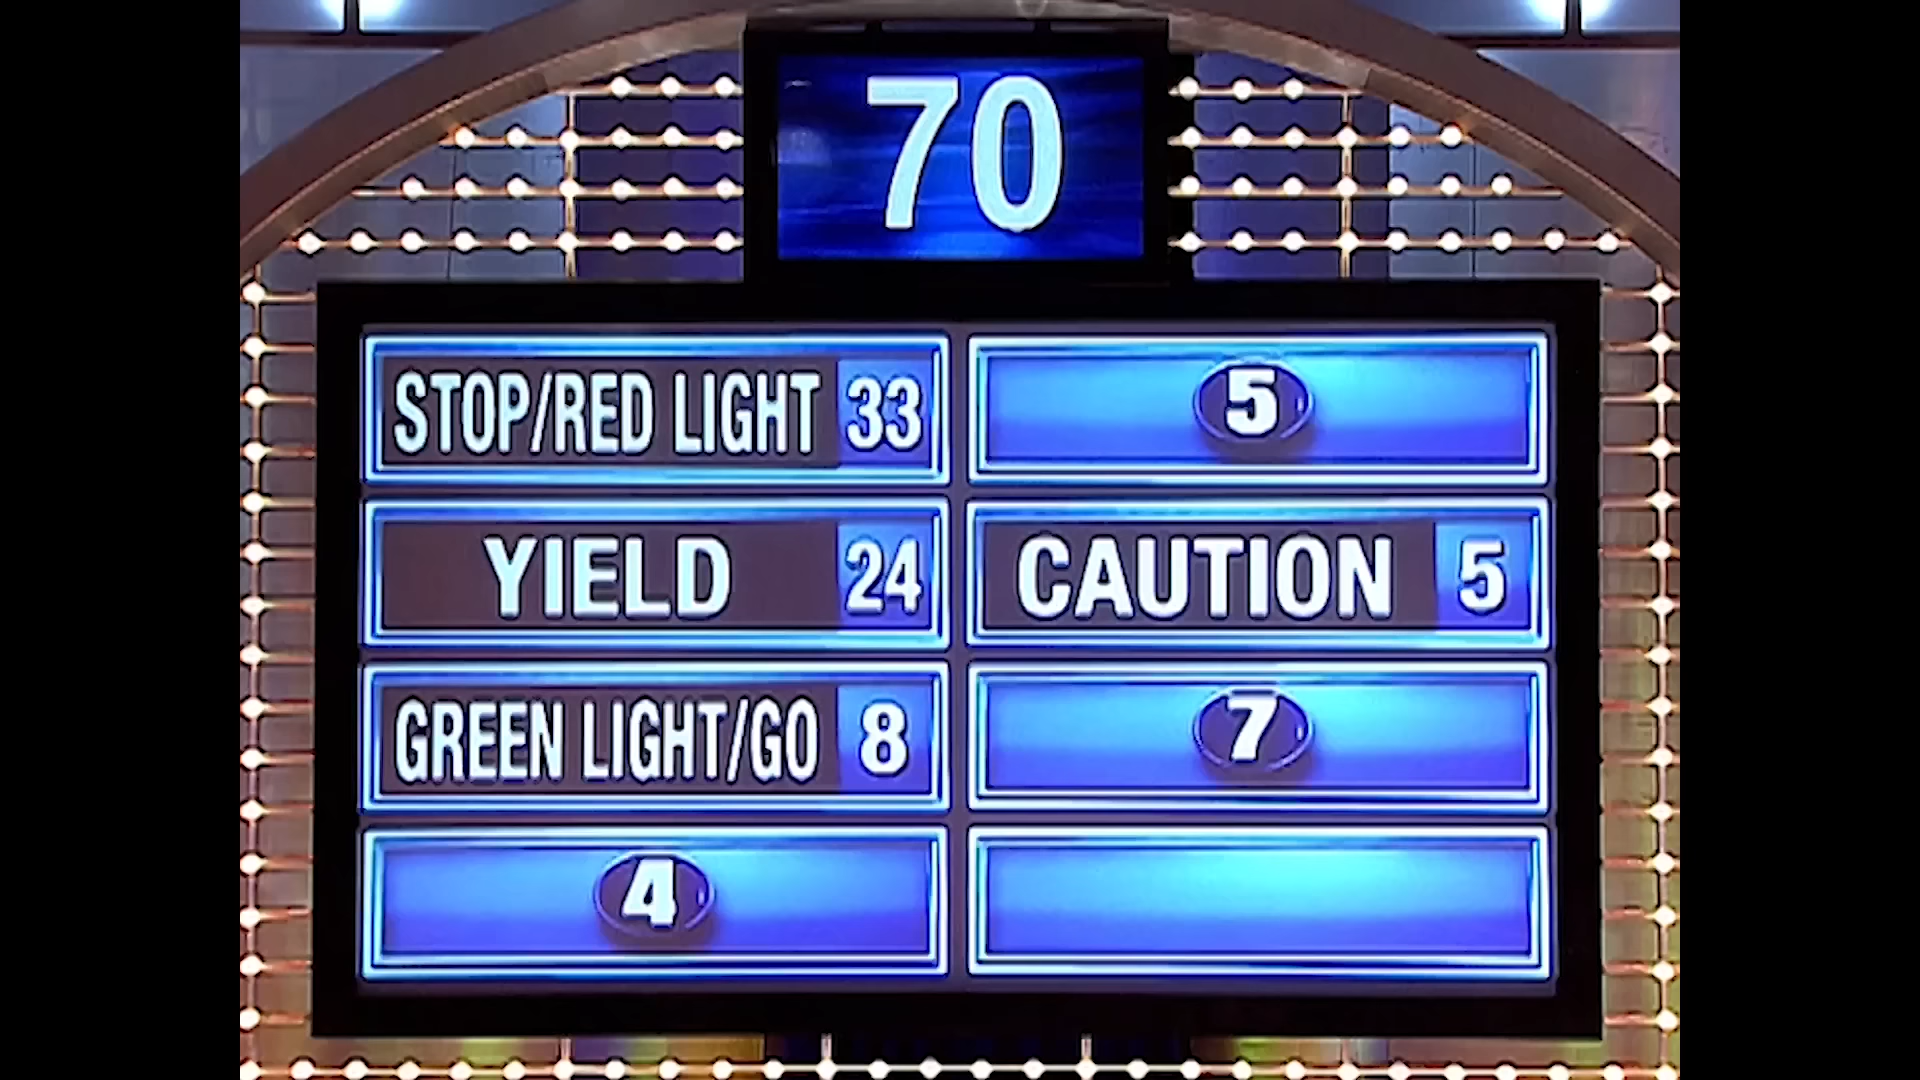 70
STOP/RED LIGHT 33
YIELD 24
GREEN LIGHT/GO 8
4
5
CAUTION 5
7